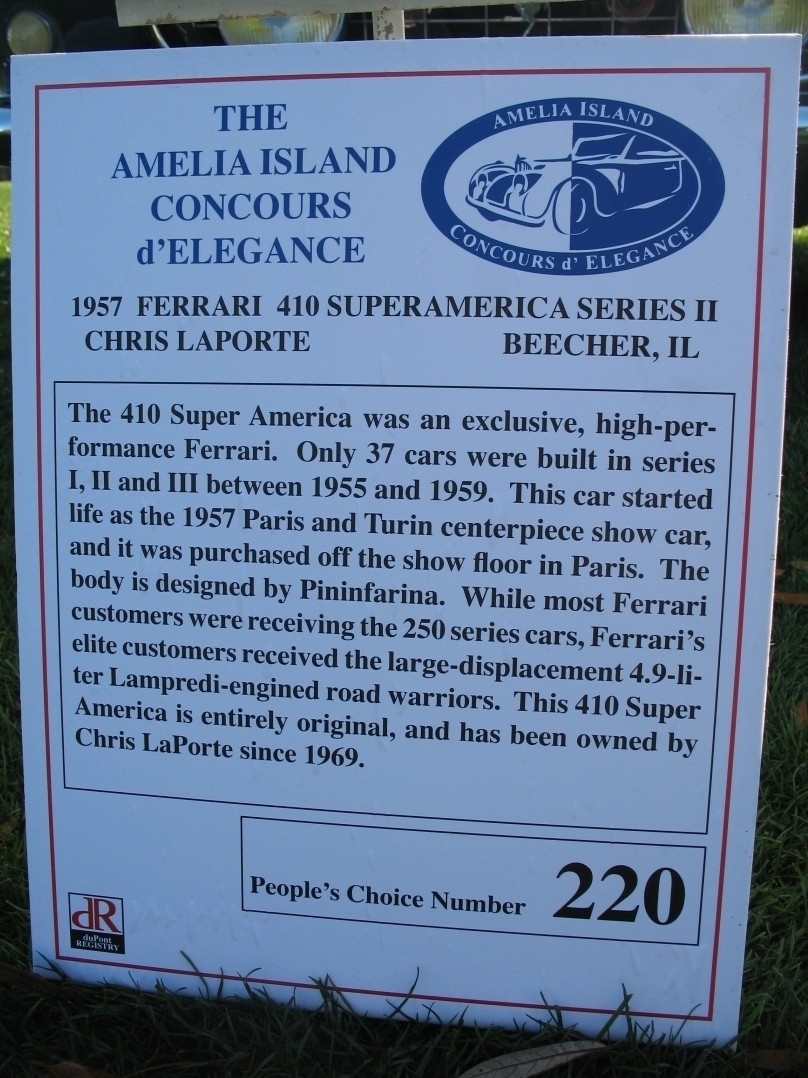 THE
AMELIA ISLAND
CONCOURS
d'ELEGANCE
AMELIA ISLAND
CONCOURS d' ELEGANCE
1957 FERRARI 410 SUPERAMERICA SERIES II
CHRIS LAPORTE BEECHER, IL
The 410 Super America was an exclusive, high-per-
formance Ferrari. Only 37 cars were built in series
I, II and III between 1955 and 1959. This car started
life as the 1957 Paris and Turin centerpiece show car,
and it was purchased off the show floor in Paris. The
body is designed by Pininfarina. While most Ferrari
customers were receiving the 250 series cars, Ferrari's
elite customers received the large-displacement 4.9-li-
ter Lampredi-engined road warriors. This 410 Super
America is entirely original, and has been owned by
Chris LaPorte since 1969.
People's Choice Number 220
dR
duPont
REGISTRY